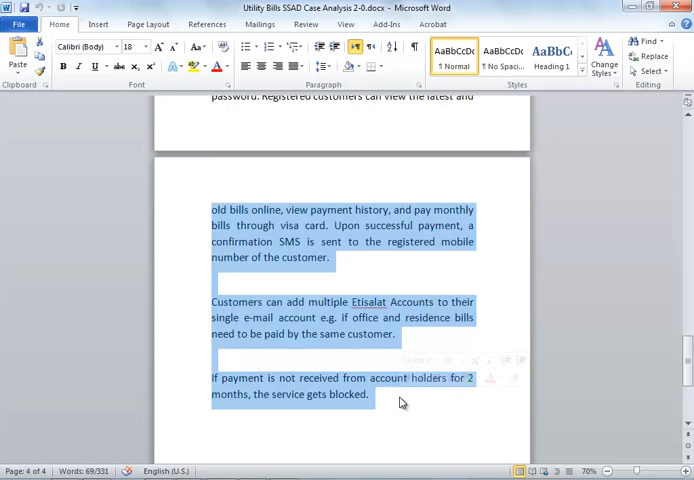 Utility Bills SSAD Case Analysis 2-0.docx - Microsoft Word
File Home Insert Page Layout References Mailings Review View Add-Ins Acrobat
Paste
Clipboard
Calibri (Body) 18
Font
Paragraph
AaBbCcDc AaBbCcDc AaBbCc
¶ Normal ¶ No Spaci... Heading 1
Change Styles
Styles
Find
Replace
Select
Editing
password. Registered customers can view the latest and
old bills online, view payment history, and pay monthly
bills through visa card. Upon successful payment, a
confirmation SMS is sent to the registered mobile
number of the customer.
Customers can add multiple Etisalat Accounts to their
single e-mail account e.g. if office and residence bills
need to be paid by the same customer.
If payment is not received from account holders for 2
months, the service gets blocked.
Page: 4 of 4 Words: 69/331 English (U.S.) 70%